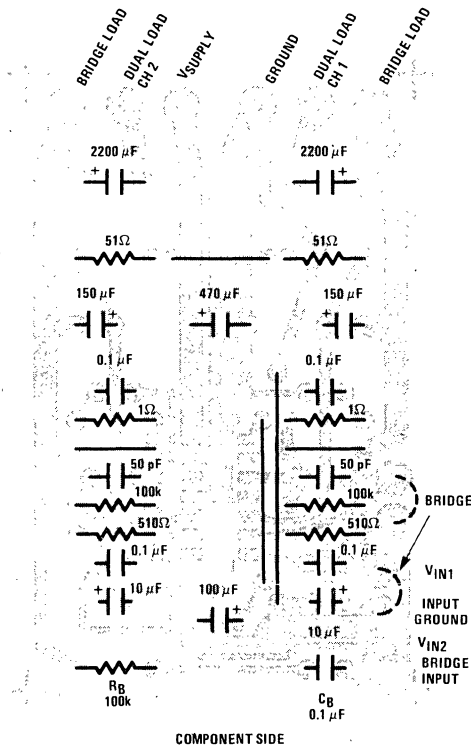 BRIDGE LOAD
DUAL LOAD
CH 2
VSUPPLY
GROUND
DUAL LOAD
CH 1
BRIDGE LOAD
2200 μF
+
2200 μF
+
51Ω
51Ω
150 μF
+
470 μF
+
150 μF
+
0.1 μF
0.1 μF
1Ω
1Ω
50 pF
50 pF
100k
100k
BRIDGE
510Ω
510Ω
0.1 μF
0.1 μF
VIN1
+
10 μF
100 μF
+
+
INPUT
GROUND
10 μF
VIN2
BRIDGE
INPUT
RB
100k
CB
0.1 μF
COMPONENT SIDE